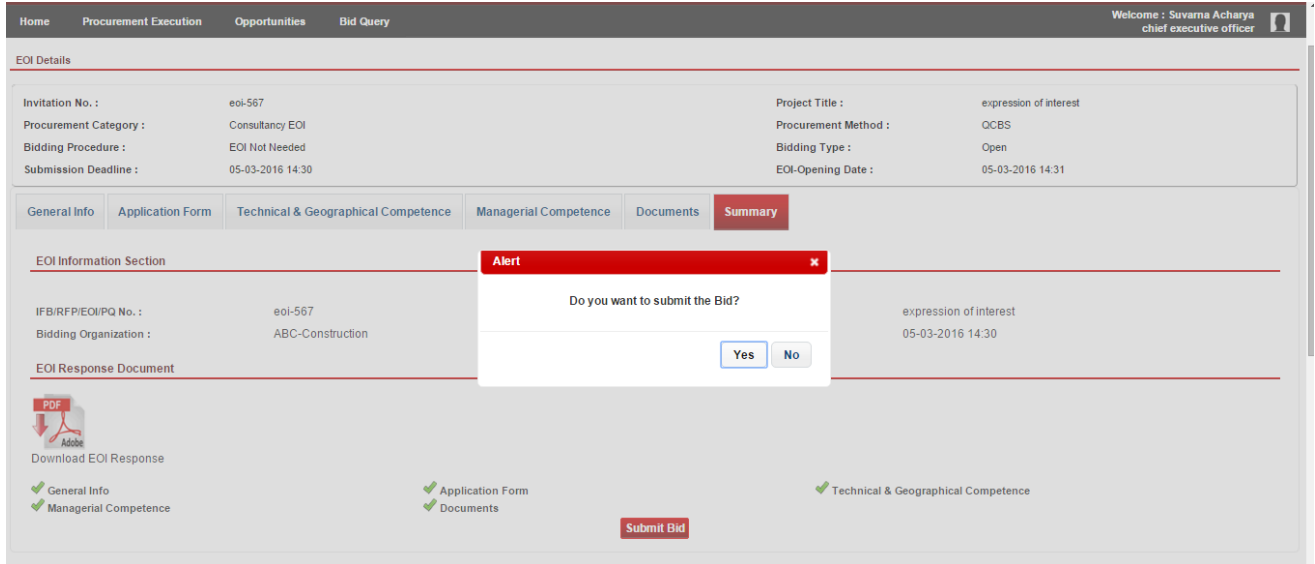 Home Procurement Execution Opportunities Bid Query Welcome : Suvarna Acharya
chief executive officer
EOI Details
Invitation No. : eoi-567 Project Title : expression of interest
Procurement Category : Consultancy EOI Procurement Method : QCBS
Bidding Procedure : EOI Not Needed Bidding Type : Open
Submission Deadline : 05-03-2016 14:30 EOI-Opening Date : 05-03-2016 14:31
General Info Application Form Technical & Geographical Competence Managerial Competence Documents Summary
EOI Information Section
Alert ×
Do you want to submit the Bid?
Yes No
IFB/RFP/EOI/PQ No. : eoi-567 expression of interest
Bidding Organization : ABC-Construction 05-03-2016 14:30
EOI Response Document
PDF
Adobe
Download EOI Response
General Info Application Form Technical & Geographical Competence
Managerial Competence Documents
Submit Bid